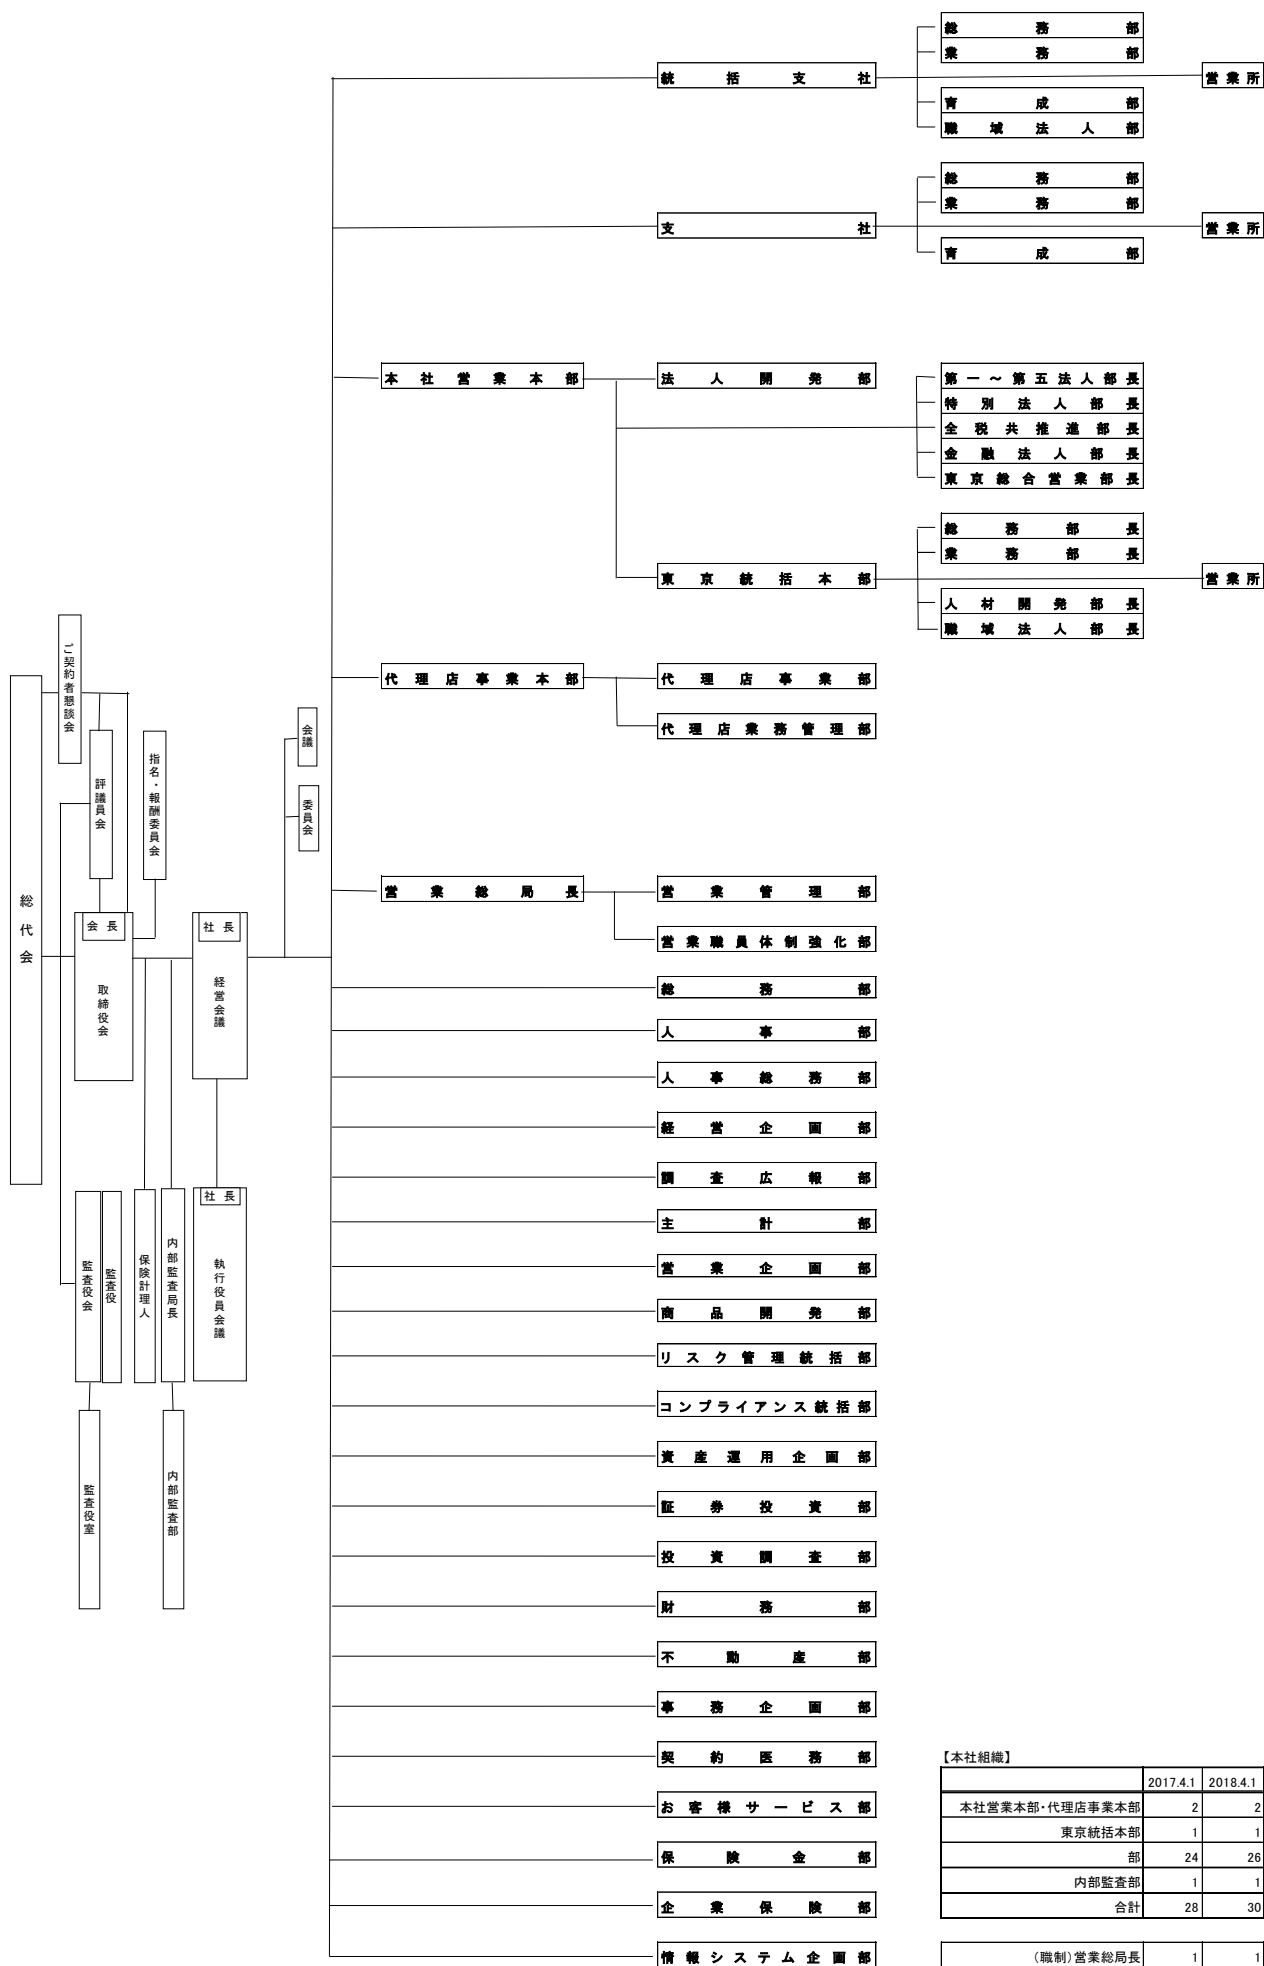 総務部
業務部
統括支社
営業所
育成部
職域法人部
総務部
業務部
支社
営業所
育成部
本社営業本部
法人開発部
第一～第五法人部長
特別法人部長
全税共推進部長
金融法人部長
東京総合営業部長
総務部長
業務部長
東京統括本部
営業所
人材開発部長
職域法人部長
代理店事業本部
代理店事業部
代理店業務管理部
総代会
ご契約者懇談会
評議員会
指名・報酬委員会
会議
委員会
会長
取締役会
社長
経営会議
営業総局長
営業管理部
営業職員体制強化部
総務部
人事部
人事総務部
経営企画部
調査広報部
主計部
営業企画部
商品開発部
リスク管理統括部
コンプライアンス統括部
資産運用企画部
証券投資部
投資調査部
財務部
不動産部
事務企画部
契約医務部
お客様サービス部
保険金部
企業保険部
情報システム企画部
監査役会
監査役
保険計理人
内部監査局長
社長
執行役員会議
監査役室
内部監査部
【本社組織】
2017.4.1 2018.4.1
本社営業本部・代理店事業本部 2 2
東京統括本部 1 1
部 24 26
内部監査部 1 1
合計 28 30
（職制）営業総局長 1 1